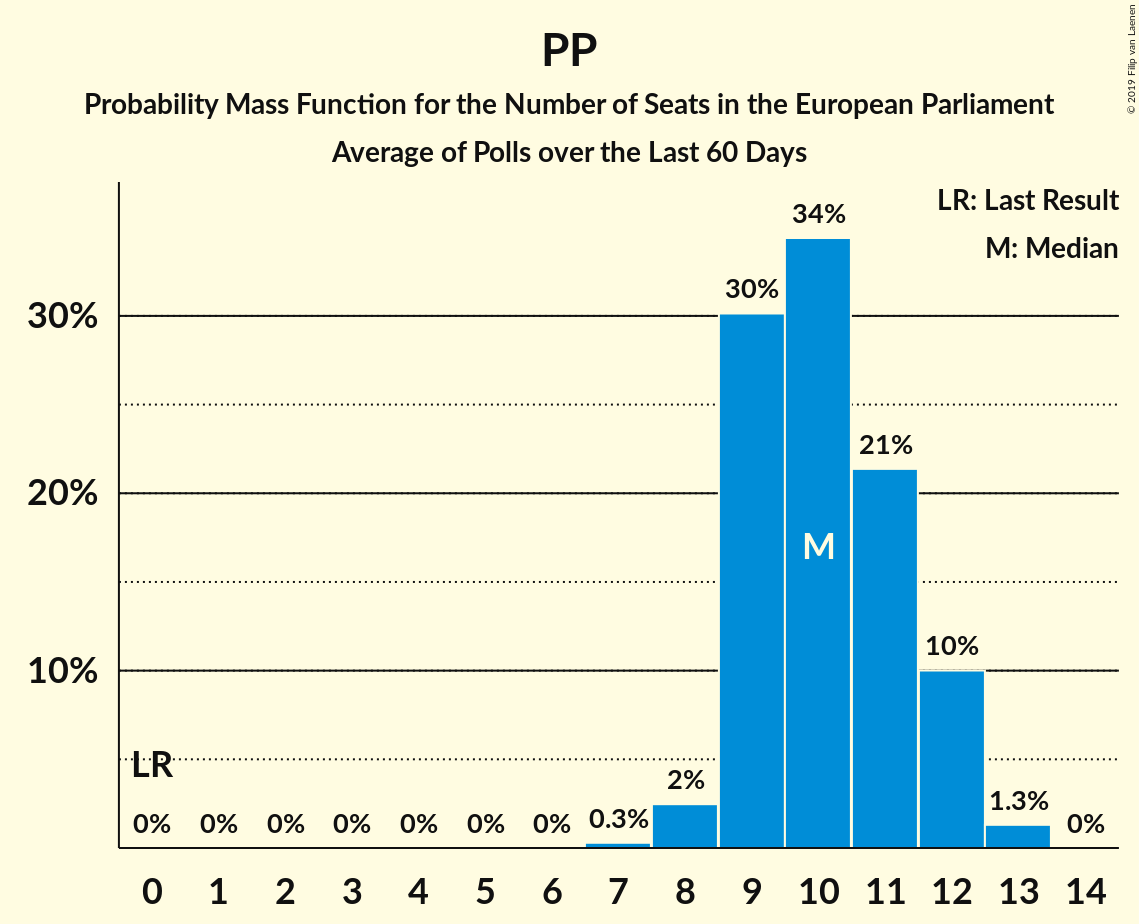 © 2019 Filip van Laenen
PP
Probability Mass Function for the Number of Seats in the European Parliament
Average of Polls over the Last 60 Days
LR: Last Result
M: Median
30%
20%
10%
LR
M
0% 0% 0% 0% 0% 0% 0% 0.3% 2% 30% 34% 21% 10% 1.3% 0%
0 1 2 3 4 5 6 7 8 9 10 11 12 13 14